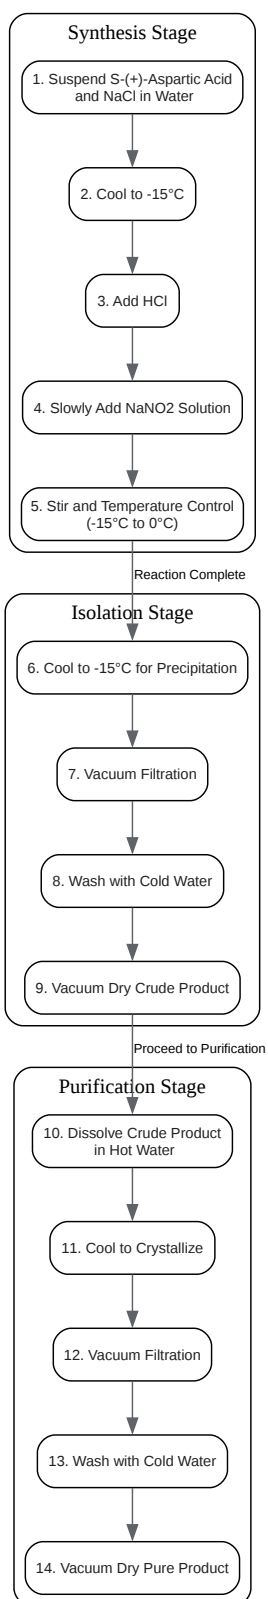 Synthesis Stage
1. Suspend S-(+)-Aspartic Acid
and NaCl in Water
2. Cool to -15°C
3. Add HCl
4. Slowly Add NaNO2 Solution
5. Stir and Temperature Control
(-15°C to 0°C)
Reaction Complete
Isolation Stage
6. Cool to -15°C for Precipitation
7. Vacuum Filtration
8. Wash with Cold Water
9. Vacuum Dry Crude Product
Proceed to Purification
Purification Stage
10. Dissolve Crude Product
in Hot Water
11. Cool to Crystallize
12. Vacuum Filtration
13. Wash with Cold Water
14. Vacuum Dry Pure Product